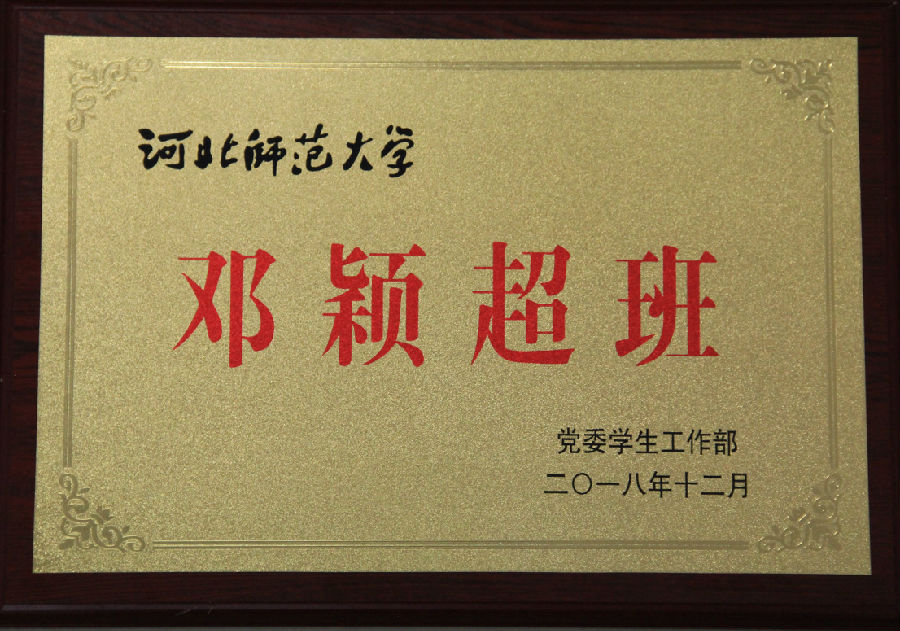 河北师范大学
邓颖超班
党委学生工作部
二〇一八年十二月